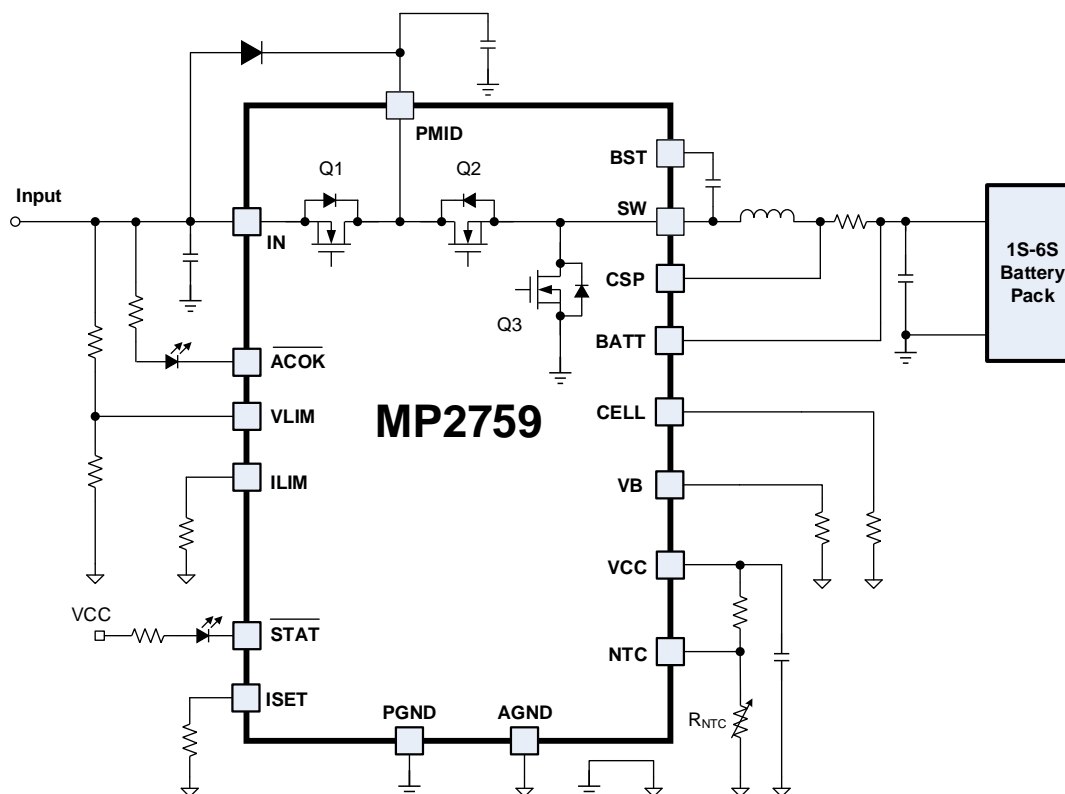 PMID
Q1
Q2
BST
Input
SW
IN
1S-6S
Battery
Pack
CSP
Q3
BATT
ACOK
MP2759
CELL
VLIM
ILIM
VB
VCC
VCC
STAT
NTC
ISET
PGND
AGND
RNTC